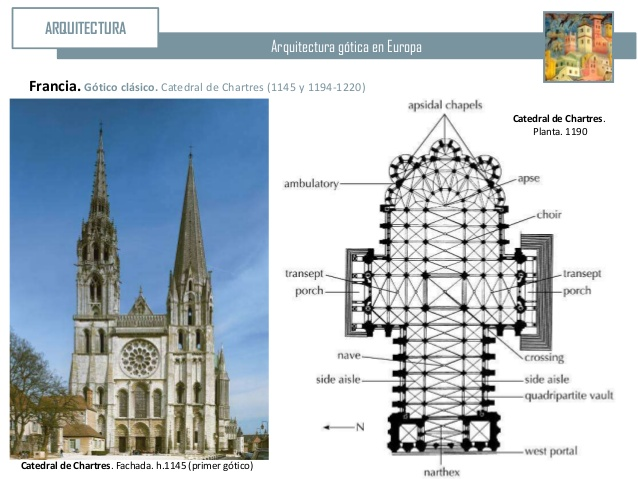 ARQUITECTURA
Arquitectura gótica en Europa
Francia. Gótico clásico. Catedral de Chartres (1145 y 1194-1220)
Catedral de Chartres.
Planta. 1190
apsidal chapels
ambulatory
apse
choir
transept
porch
transept
porch
nave
crossing
side aisle
side aisle
quadripartite vault
N
west portal
narthex
Catedral de Chartres. Fachada. h.1145 (primer gótico)